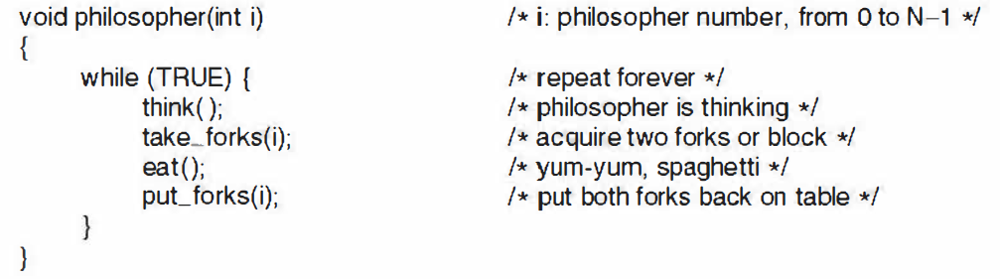 void philosopher(int i) /* i: philosopher number, from 0 to N−1 */
{
while (TRUE) { /* repeat forever */
think( ); /* philosopher is thinking */
take_forks(i); /* acquire two forks or block */
eat(); /* yum-yum, spaghetti */
put_forks(i); /* put both forks back on table */
}
}